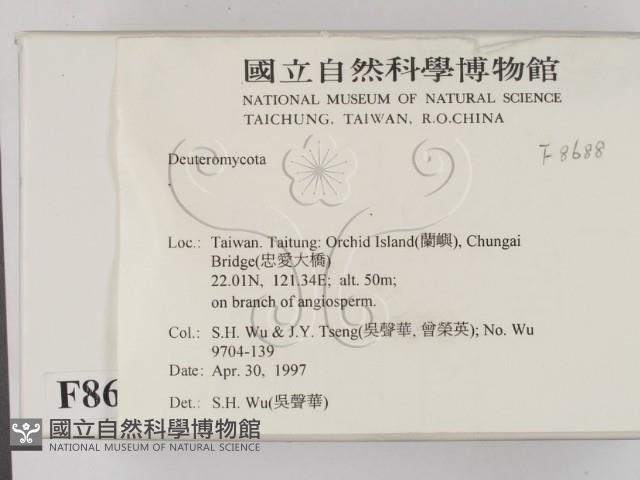 國立自然科學博物館
NATIONAL MUSEUM OF NATURAL SCIENCE
TAICHUNG, TAIWAN, R.O.CHINA
F8688
Deuteromycota
Loc.: Taiwan. Taitung: Orchid Island(蘭嶼), Chungai
Bridge(忠愛大橋)
22.01N, 121.34E; alt. 50m;
on branch of angiosperm.
Col.: S.H. Wu & J.Y. Tseng(吳聲華, 曾榮英); No. Wu
9704-139
Date: Apr. 30, 1997
Det.: S.H. Wu(吳聲華)
F86
國立自然科學博物館
NATIONAL MUSEUM OF NATURAL SCIENCE